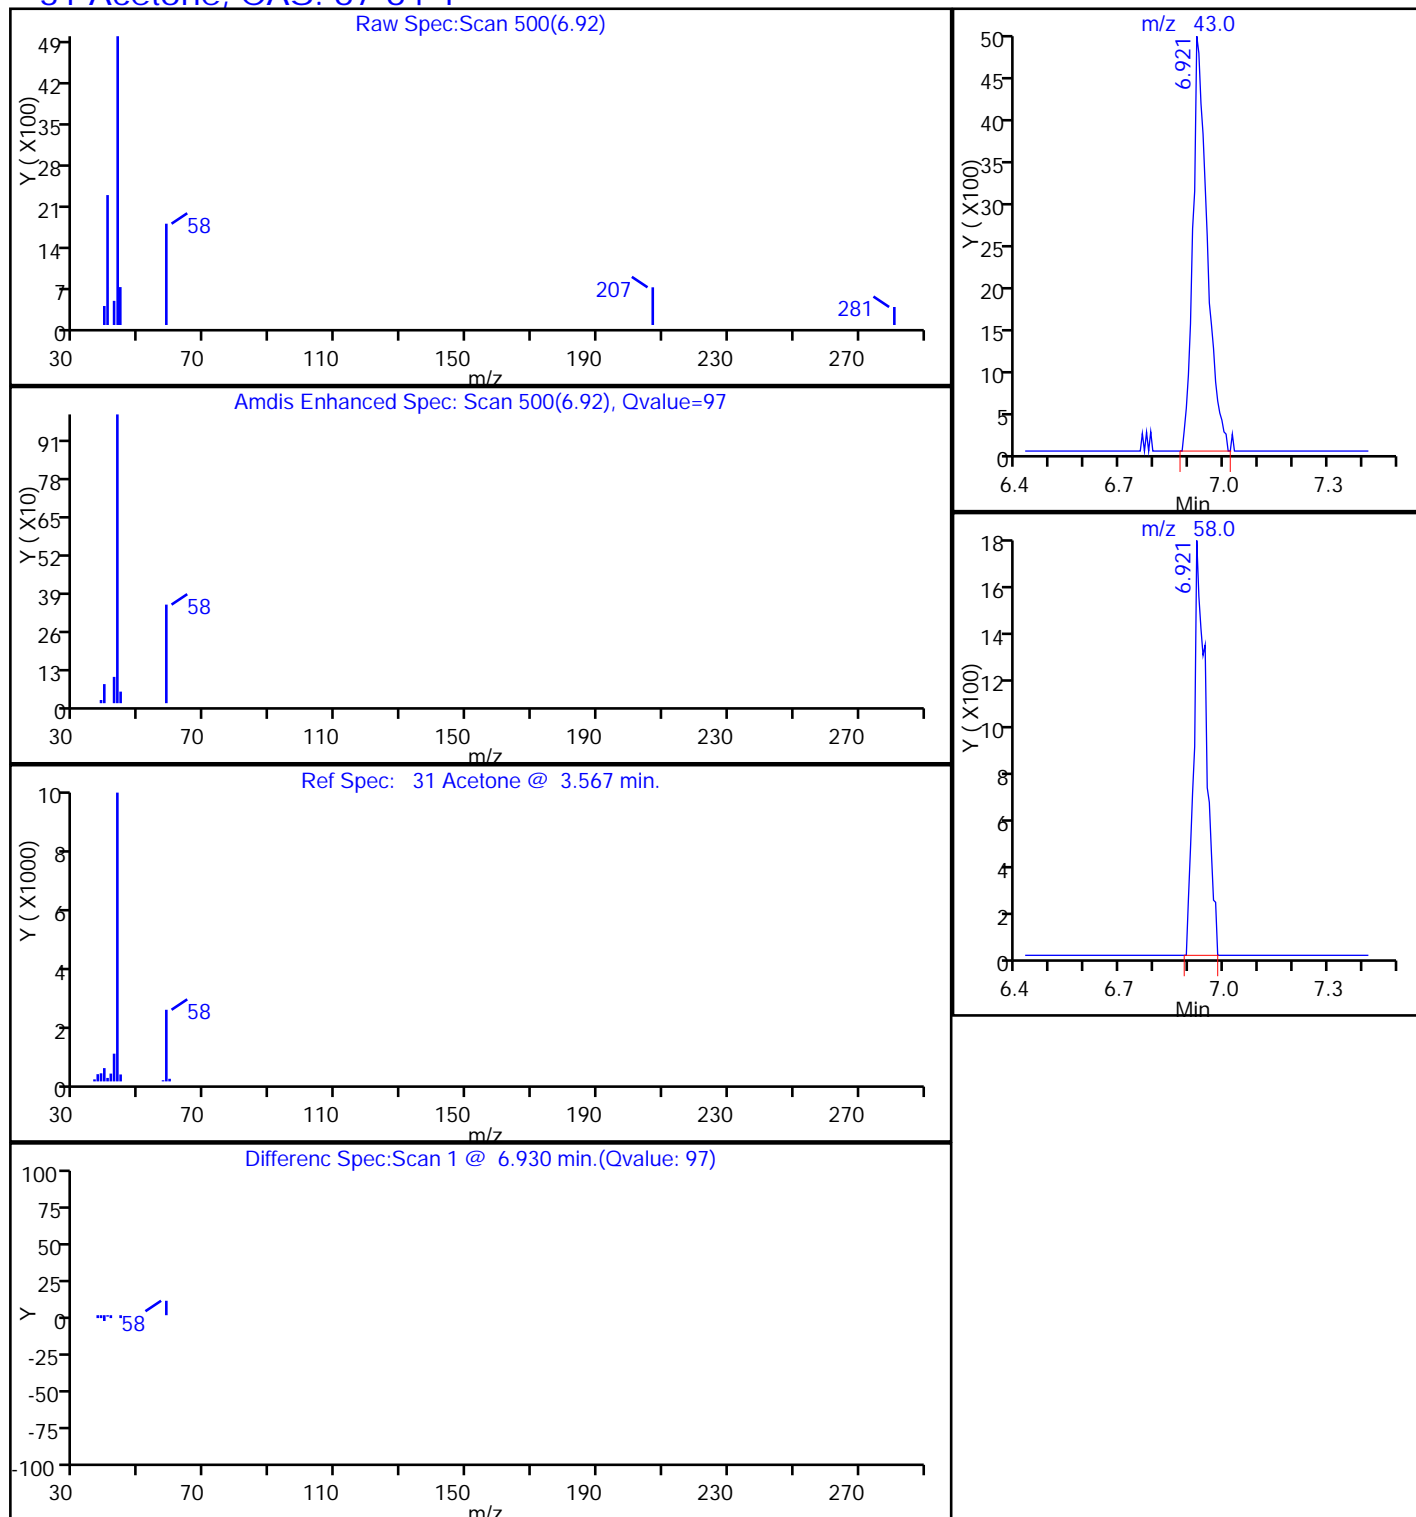 Raw Spec:Scan 500(6.92)
49
42
35
28
21
14
7
0
Y ( X100)
58
207
281
30 70 110 150 190 230 270
m/z
Amdis Enhanced Spec: Scan 500(6.92), Qvalue=97
91
78
65
52
39
26
13
0
Y ( X10)
58
30 70 110 150 190 230 270
m/z
Ref Spec: 31 Acetone @ 3.567 min.
10
8
6
4
2
0
Y ( X1000)
58
30 70 110 150 190 230 270
m/z
Differenc Spec:Scan 1 @ 6.930 min.(Qvalue: 97)
100
75
50
25
0
-25
-50
-75
-100
Y
58
30 70 110 150 190 230 270
m/z
m/z 43.0
50
45
40
35
30
25
20
15
10
5
0
Y ( X100)
6.921
6.4 6.7 7.0 7.3
Min
m/z 58.0
18
16
14
12
10
8
6
4
2
0
Y ( X100)
6.921
6.4 6.7 7.0 7.3
Min